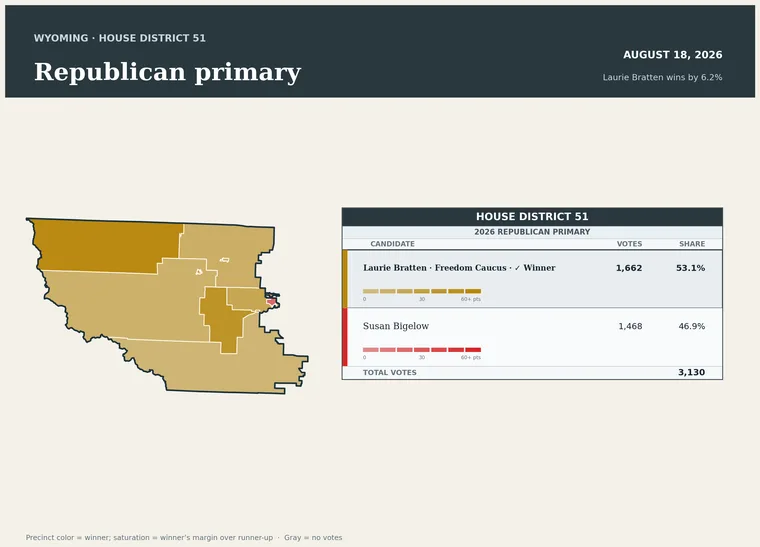 WYOMING · HOUSE DISTRICT 51
Republican primary
AUGUST 18, 2026
Laurie Bratten wins by 6.2%
HOUSE DISTRICT 51
2026 REPUBLICAN PRIMARY
CANDIDATE VOTES SHARE
Laurie Bratten · Freedom Caucus · ✓ Winner 1,662 53.1%
0 30 60+ pts
Susan Bigelow 1,468 46.9%
0 30 60+ pts
TOTAL VOTES 3,130
Precinct color = winner; saturation = winner's margin over runner-up · Gray = no votes